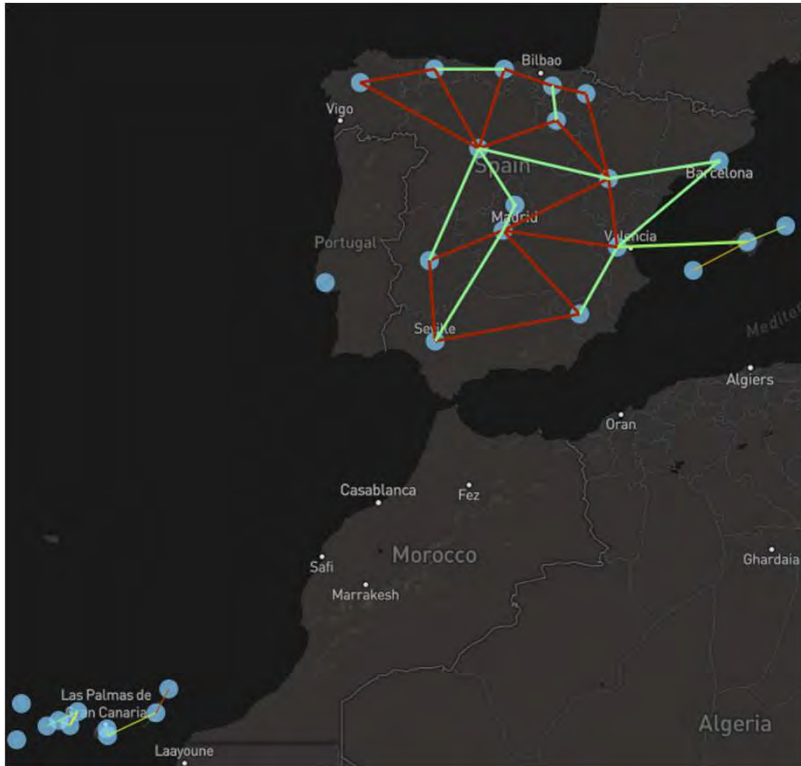 Bilbao
Vigo
Spain
Barcelona
Madrid
Valencia
Portugal
Seville
Algiers
Oran
Casablanca
Fez
Morocco
Safi
Ghardaia
Marrakesh
Las Palmas de
Gran Canaria
Algeria
Laayoune